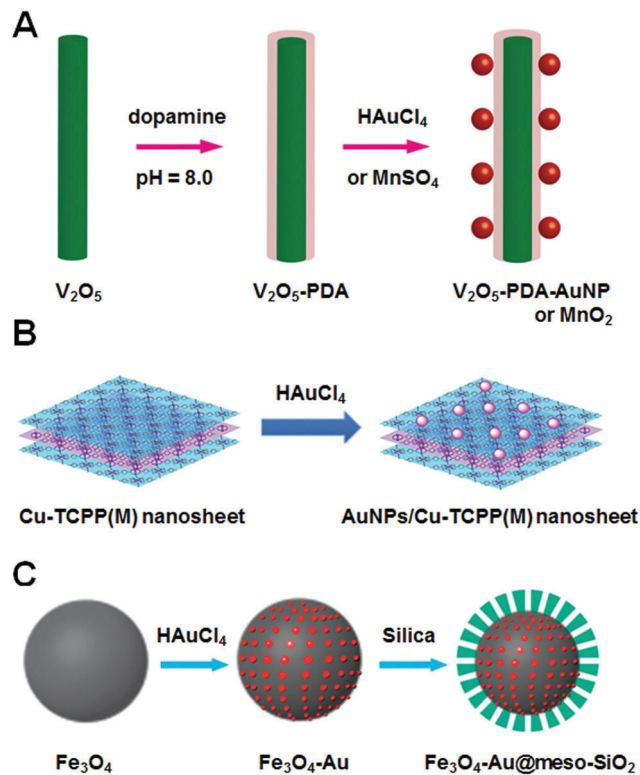 A
dopamine
pH = 8.0
HAuCl₄
or MnSO₄
V₂O₅
V₂O₅-PDA
V₂O₅-PDA-AuNP
or MnO₂
B
HAuCl₄
Cu-TCPP(M) nanosheet
AuNPs/Cu-TCPP(M) nanosheet
C
HAuCl₄
Silica
Fe₃O₄
Fe₃O₄-Au
Fe₃O₄-Au@meso-SiO₂